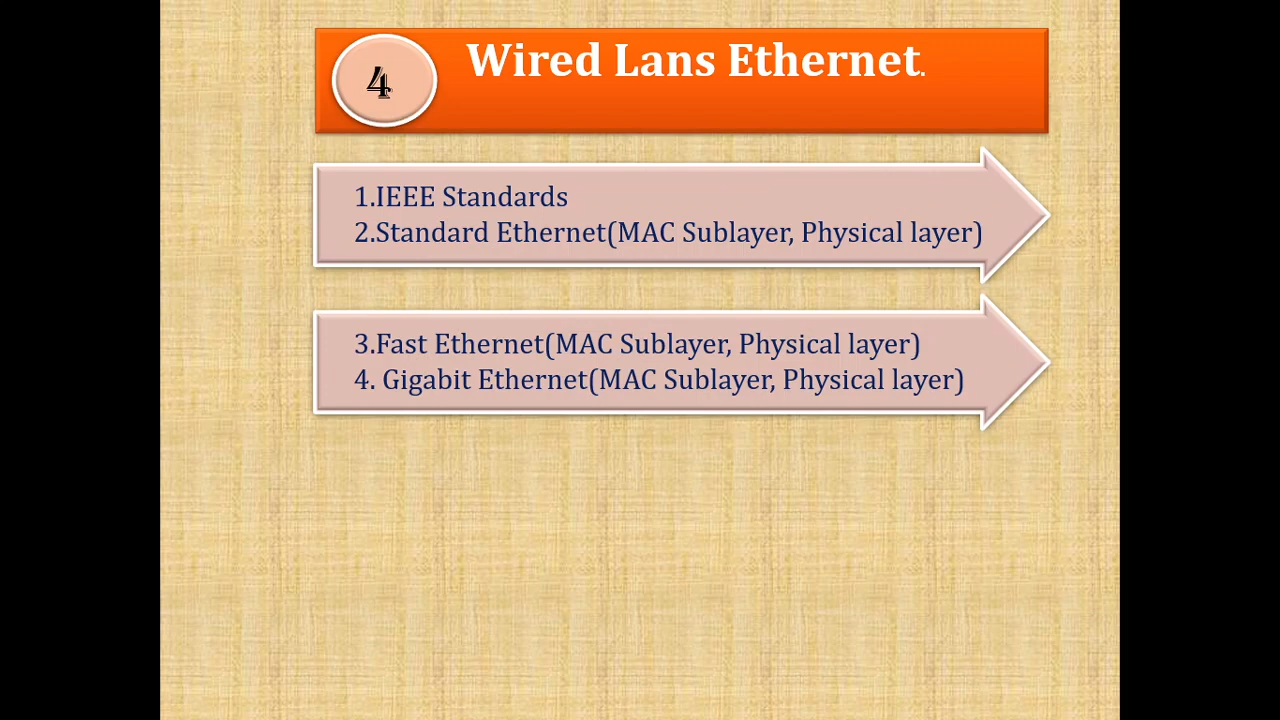 4
Wired Lans Ethernet.
1.IEEE Standards
2.Standard Ethernet(MAC Sublayer, Physical layer)
3.Fast Ethernet(MAC Sublayer, Physical layer)
4. Gigabit Ethernet(MAC Sublayer, Physical layer)